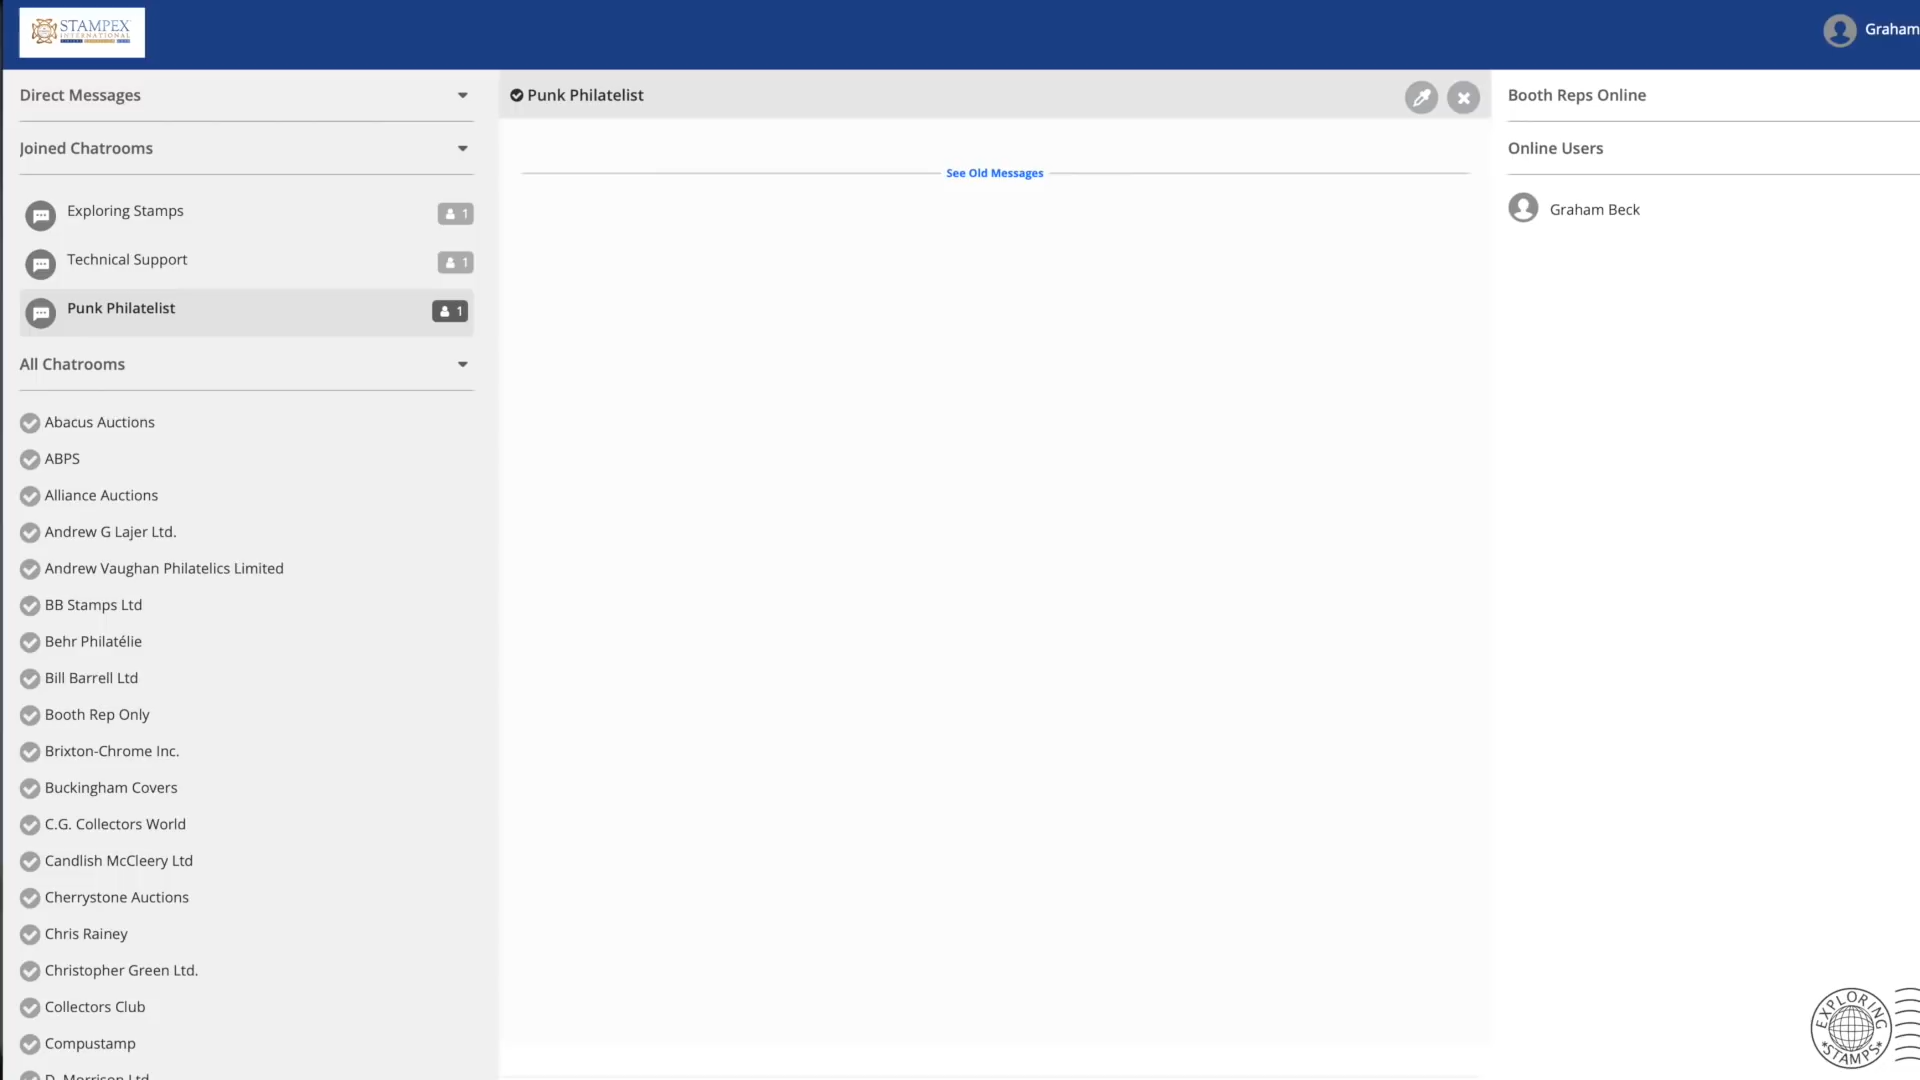 STAMPEX
INTERNATIONAL
Graham
Direct Messages
Joined Chatrooms
Exploring Stamps
1
Technical Support
1
Punk Philatelist
1
All Chatrooms
Abacus Auctions
ABPS
Alliance Auctions
Andrew G Lajer Ltd.
Andrew Vaughan Philatelics Limited
BB Stamps Ltd
Behr Philatélie
Bill Barrell Ltd
Booth Rep Only
Brixton-Chrome Inc.
Buckingham Covers
C.G. Collectors World
Candlish McCleery Ltd
Cherrystone Auctions
Chris Rainey
Christopher Green Ltd.
Collectors Club
Compustamp
D. Morrison Ltd
Punk Philatelist
See Old Messages
Booth Reps Online
Online Users
Graham Beck
EXPLORING
*STAMPS*